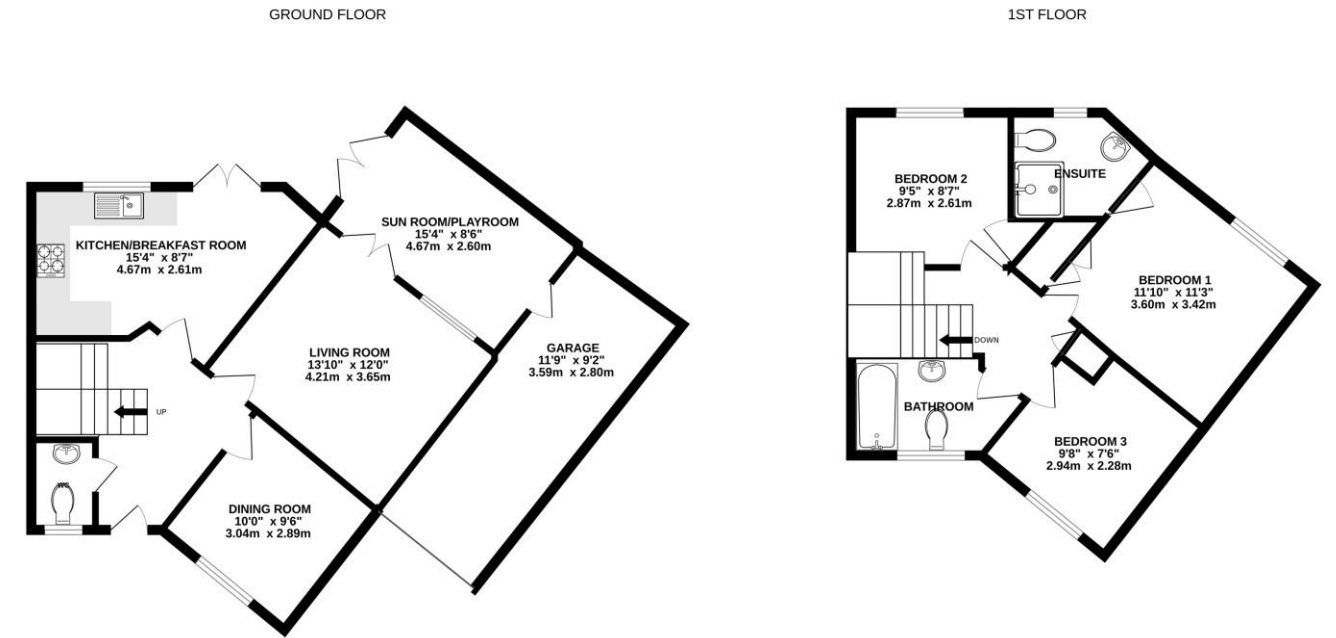 GROUND FLOOR
1ST FLOOR
KITCHEN/BREAKFAST ROOM
15'4" x 8'7"
4.67m x 2.61m
SUN ROOM/PLAYROOM
15'4" x 8'6"
4.67m x 2.60m
LIVING ROOM
13'10" x 12'0"
4.21m x 3.65m
GARAGE
11'9" x 9'2"
3.59m x 2.80m
UP
DINING ROOM
10'0" x 9'6"
3.04m x 2.89m
BEDROOM 2
9'5" x 8'7"
2.87m x 2.61m
ENSUITE
BEDROOM 1
11'10" x 11'3"
3.60m x 3.42m
DOWN
BATHROOM
BEDROOM 3
9'8" x 7'6"
2.94m x 2.28m